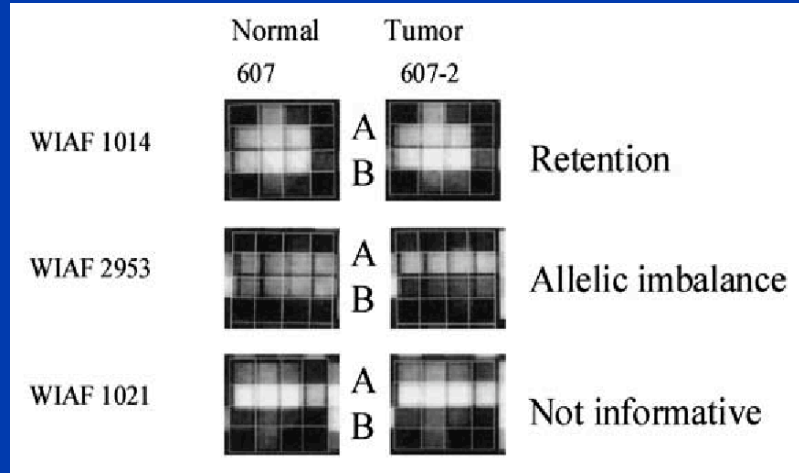 Normal Tumor
607 607-2
WIAF 1014 A
B Retention
WIAF 2953 A
B Allelic imbalance
WIAF 1021 A
B Not informative